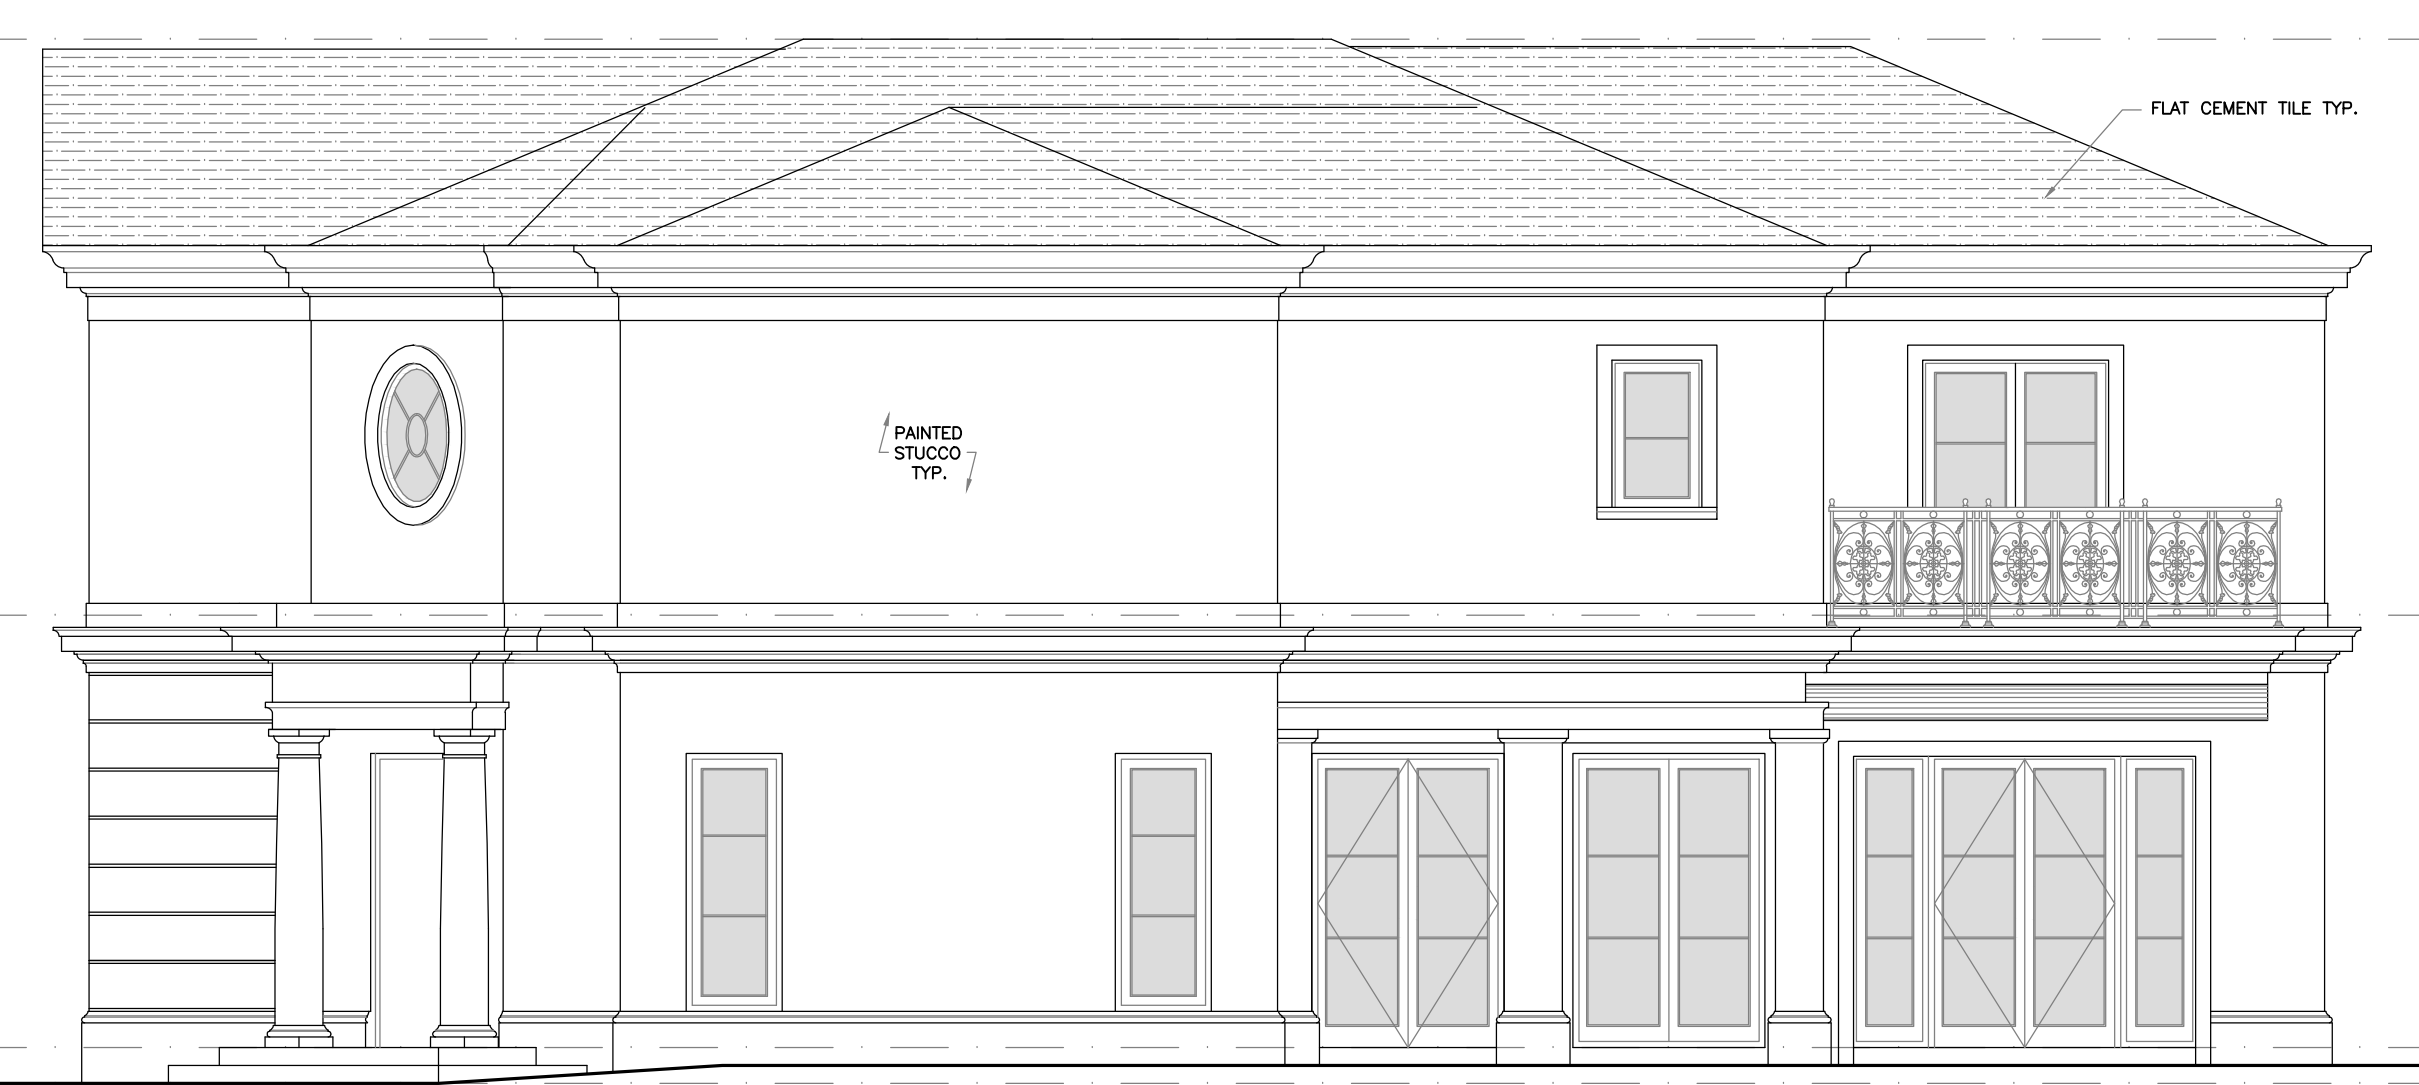 FLAT CEMENT TILE TYP.
PAINTED
STUCCO
TYP.